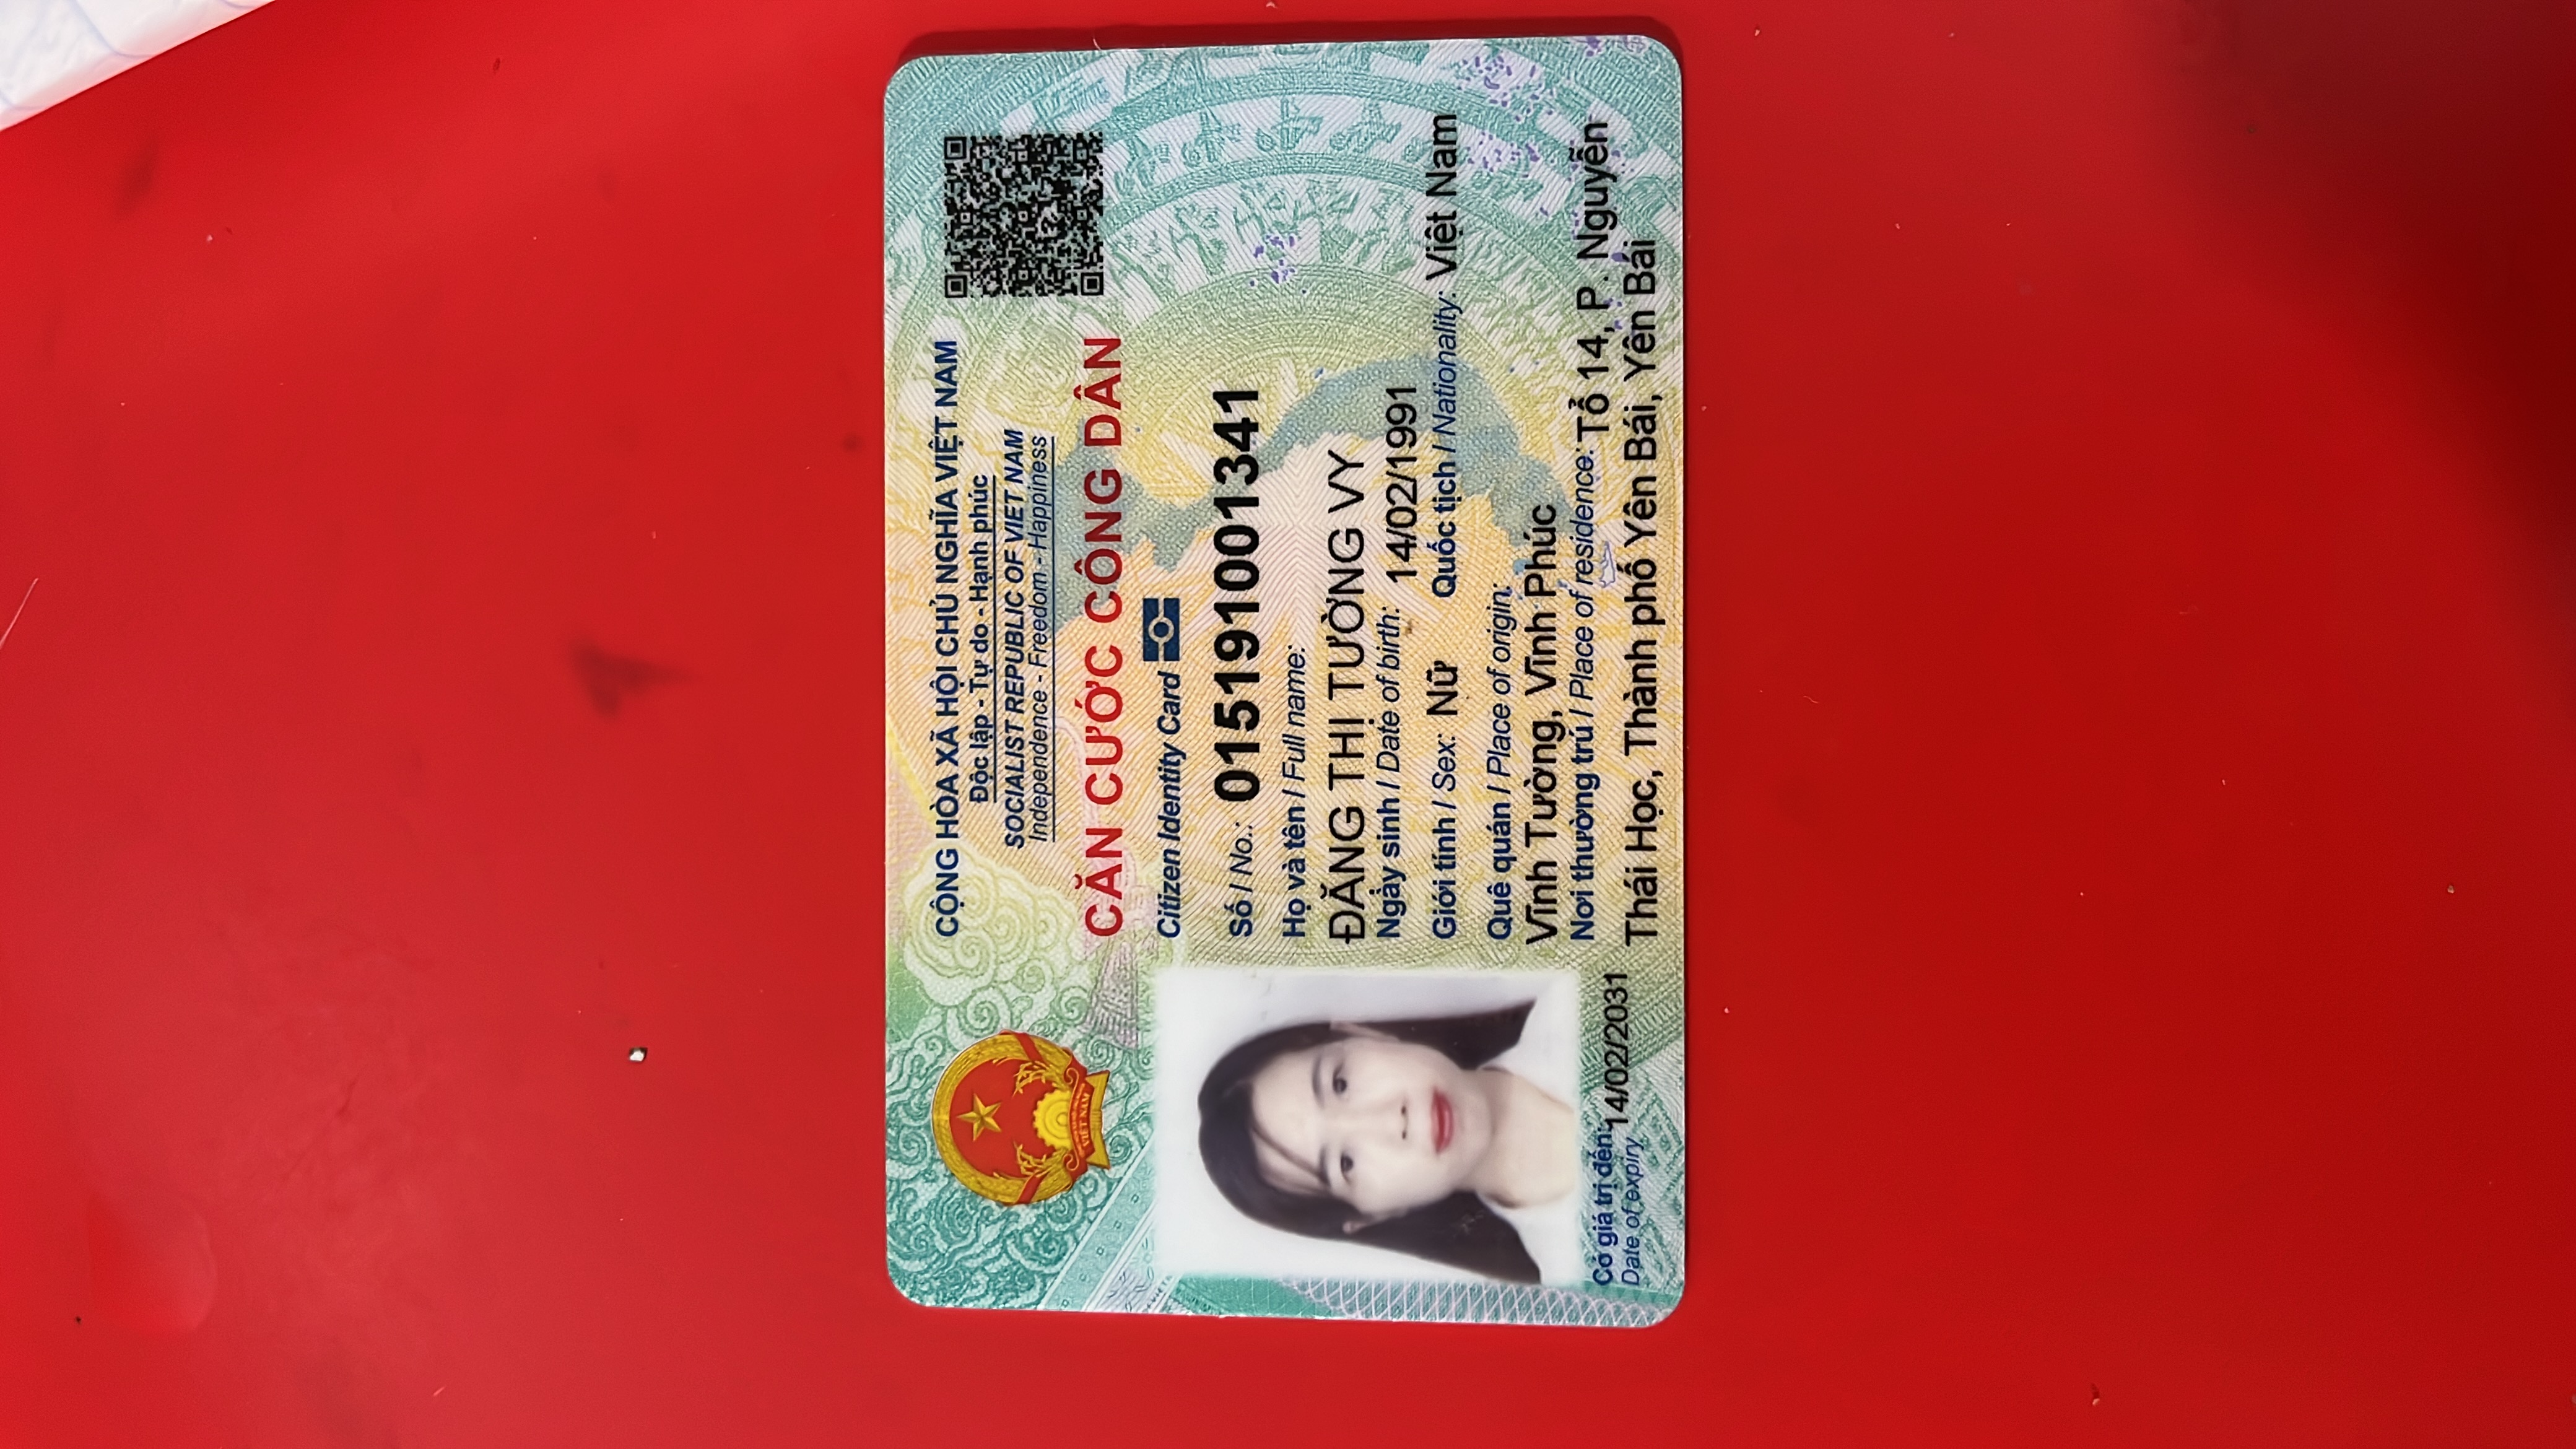 CỘNG HÒA XÃ HỘI CHỦ NGHĨA VIỆT NAM
Độc lập - Tự do - Hạnh phúc
SOCIALIST REPUBLIC OF VIET NAM
Independence - Freedom - Happiness
CĂN CƯỚC CÔNG DÂN
Citizen Identity Card
VIỆT NAM
Số / No.: 015191001341
Họ và tên / Full name:
ĐẶNG THỊ TƯỜNG VY
Ngày sinh / Date of birth: 14/02/1991
Giới tính / Sex: Nữ Quốc tịch / Nationality: Việt Nam
Quê quán / Place of origin:
Vĩnh Tường, Vĩnh Phúc
Nơi thường trú / Place of residence: Tổ 14, P. Nguyễn
Thái Học, Thành phố Yên Bái, Yên Bái
Có giá trị đến: 14/02/2031
Date of expiry